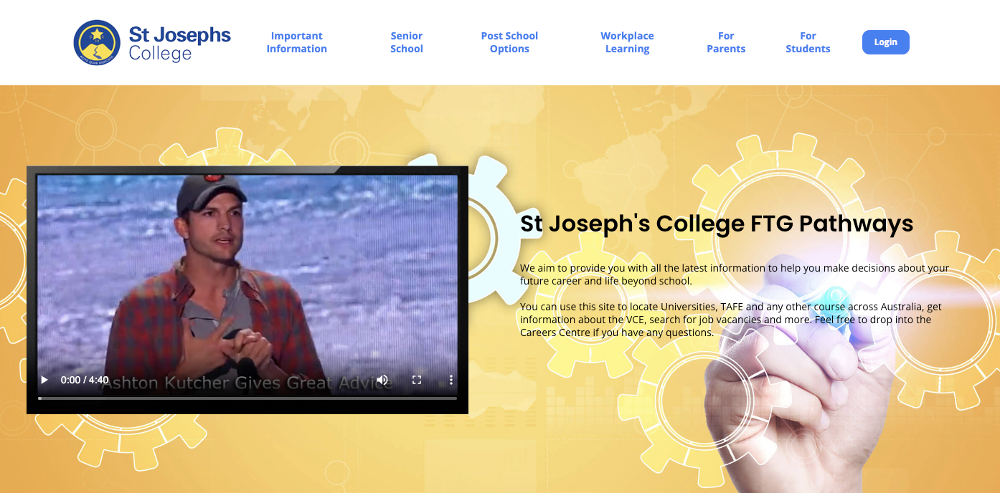 St Josephs
College
Important
Information
Senior
School
Post School
Options
Workplace
Learning
For
Parents
For
Students
Login
St Joseph's College FTG Pathways
We aim to provide you with all the latest information to help you make decisions about your
future career and life beyond school.
You can use this site to locate Universities, TAFE and any other course across Australia, get
information about the VCE, search for job vacancies and more. Feel free to drop into the
Careers Centre if you have any questions.
0:00 / 4:40
Ashton Kutcher Gives Great Advice